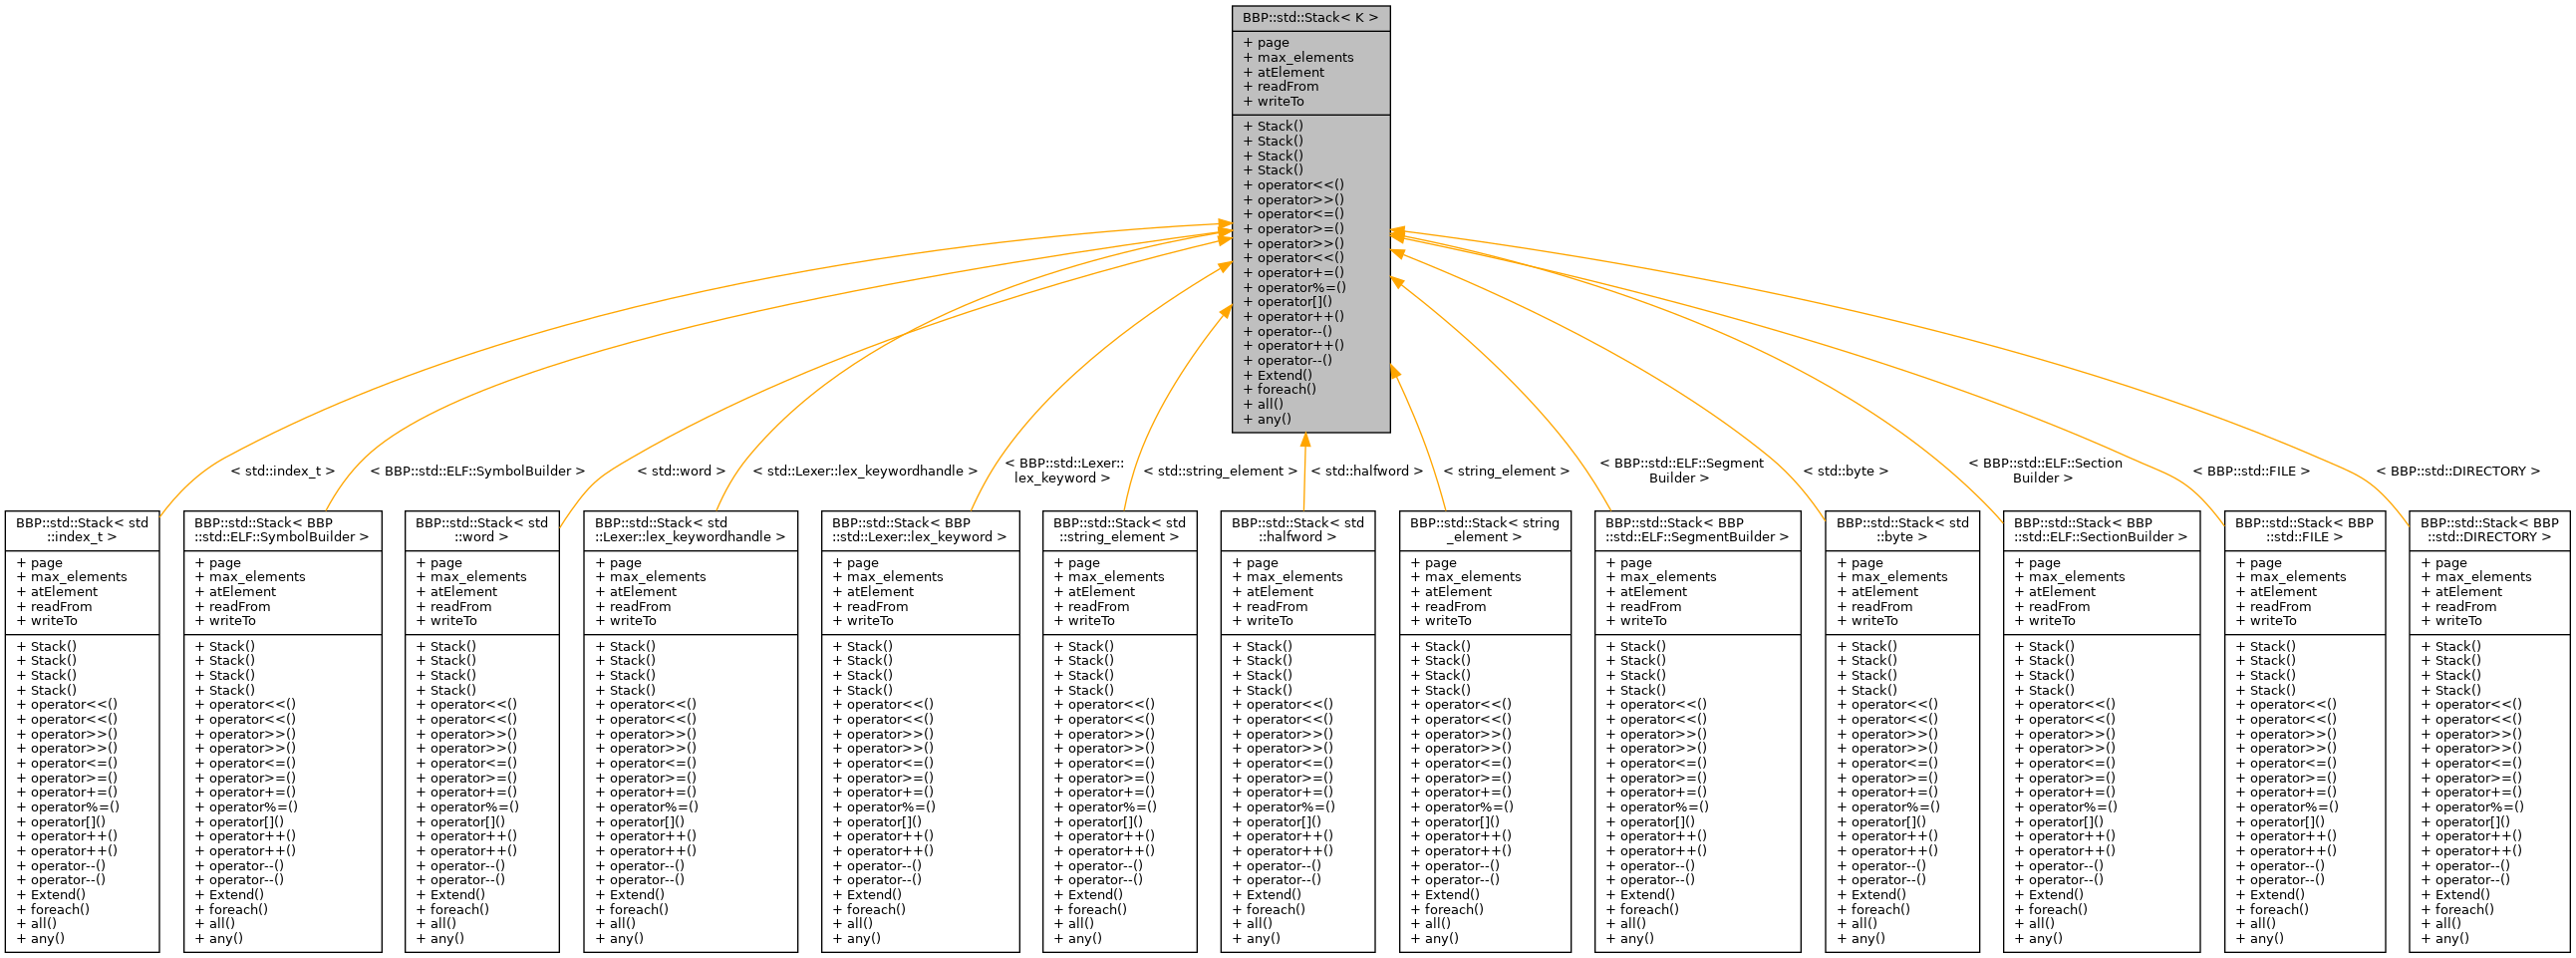 BBP::std::Stack< K >
+ page
+ max_elements
+ atElement
+ readFrom
+ writeTo
+ Stack()
+ Stack()
+ Stack()
+ Stack()
+ operator<<()
+ operator>>()
+ operator<=()
+ operator>=()
+ operator>>()
+ operator<<()
+ operator+=()
+ operator%=()
+ operator[]()
+ operator++()
+ operator--()
+ operator++()
+ operator--()
+ Extend()
+ foreach()
+ all()
+ any()
< std::index_t >
< BBP::std::ELF::SymbolBuilder >
< std::word >
< std::Lexer::lex_keywordhandle >
< BBP::std::Lexer::
lex_keyword >
< std::string_element >
< std::halfword >
< string_element >
< BBP::std::ELF::Segment
Builder >
< std::byte >
< BBP::std::ELF::Section
Builder >
< BBP::std::FILE >
< BBP::std::DIRECTORY >
BBP::std::Stack< std
::index_t >
+ page
+ max_elements
+ atElement
+ readFrom
+ writeTo
+ Stack()
+ Stack()
+ Stack()
+ Stack()
+ operator<<()
+ operator<<()
+ operator>>()
+ operator>>()
+ operator<=()
+ operator>=()
+ operator+=()
+ operator%=()
+ operator[]()
+ operator++()
+ operator++()
+ operator--()
+ operator--()
+ Extend()
+ foreach()
+ all()
+ any()
BBP::std::Stack< BBP
::std::ELF::SymbolBuilder >
+ page
+ max_elements
+ atElement
+ readFrom
+ writeTo
+ Stack()
+ Stack()
+ Stack()
+ Stack()
+ operator<<()
+ operator<<()
+ operator>>()
+ operator>>()
+ operator<=()
+ operator>=()
+ operator+=()
+ operator%=()
+ operator[]()
+ operator++()
+ operator++()
+ operator--()
+ operator--()
+ Extend()
+ foreach()
+ all()
+ any()
BBP::std::Stack< std
::word >
+ page
+ max_elements
+ atElement
+ readFrom
+ writeTo
+ Stack()
+ Stack()
+ Stack()
+ Stack()
+ operator<<()
+ operator<<()
+ operator>>()
+ operator>>()
+ operator<=()
+ operator>=()
+ operator+=()
+ operator%=()
+ operator[]()
+ operator++()
+ operator++()
+ operator--()
+ operator--()
+ Extend()
+ foreach()
+ all()
+ any()
BBP::std::Stack< std
::Lexer::lex_keywordhandle >
+ page
+ max_elements
+ atElement
+ readFrom
+ writeTo
+ Stack()
+ Stack()
+ Stack()
+ Stack()
+ operator<<()
+ operator<<()
+ operator>>()
+ operator>>()
+ operator<=()
+ operator>=()
+ operator+=()
+ operator%=()
+ operator[]()
+ operator++()
+ operator++()
+ operator--()
+ operator--()
+ Extend()
+ foreach()
+ all()
+ any()
BBP::std::Stack< BBP
::std::Lexer::lex_keyword >
+ page
+ max_elements
+ atElement
+ readFrom
+ writeTo
+ Stack()
+ Stack()
+ Stack()
+ Stack()
+ operator<<()
+ operator<<()
+ operator>>()
+ operator>>()
+ operator<=()
+ operator>=()
+ operator+=()
+ operator%=()
+ operator[]()
+ operator++()
+ operator++()
+ operator--()
+ operator--()
+ Extend()
+ foreach()
+ all()
+ any()
BBP::std::Stack< std
::string_element >
+ page
+ max_elements
+ atElement
+ readFrom
+ writeTo
+ Stack()
+ Stack()
+ Stack()
+ Stack()
+ operator<<()
+ operator<<()
+ operator>>()
+ operator>>()
+ operator<=()
+ operator>=()
+ operator+=()
+ operator%=()
+ operator[]()
+ operator++()
+ operator++()
+ operator--()
+ operator--()
+ Extend()
+ foreach()
+ all()
+ any()
BBP::std::Stack< std
::halfword >
+ page
+ max_elements
+ atElement
+ readFrom
+ writeTo
+ Stack()
+ Stack()
+ Stack()
+ Stack()
+ operator<<()
+ operator<<()
+ operator>>()
+ operator>>()
+ operator<=()
+ operator>=()
+ operator+=()
+ operator%=()
+ operator[]()
+ operator++()
+ operator++()
+ operator--()
+ operator--()
+ Extend()
+ foreach()
+ all()
+ any()
BBP::std::Stack< string
_element >
+ page
+ max_elements
+ atElement
+ readFrom
+ writeTo
+ Stack()
+ Stack()
+ Stack()
+ Stack()
+ operator<<()
+ operator<<()
+ operator>>()
+ operator>>()
+ operator<=()
+ operator>=()
+ operator+=()
+ operator%=()
+ operator[]()
+ operator++()
+ operator++()
+ operator--()
+ operator--()
+ Extend()
+ foreach()
+ all()
+ any()
BBP::std::Stack< BBP
::std::ELF::SegmentBuilder >
+ page
+ max_elements
+ atElement
+ readFrom
+ writeTo
+ Stack()
+ Stack()
+ Stack()
+ Stack()
+ operator<<()
+ operator<<()
+ operator>>()
+ operator>>()
+ operator<=()
+ operator>=()
+ operator+=()
+ operator%=()
+ operator[]()
+ operator++()
+ operator++()
+ operator--()
+ operator--()
+ Extend()
+ foreach()
+ all()
+ any()
BBP::std::Stack< std
::byte >
+ page
+ max_elements
+ atElement
+ readFrom
+ writeTo
+ Stack()
+ Stack()
+ Stack()
+ Stack()
+ operator<<()
+ operator<<()
+ operator>>()
+ operator>>()
+ operator<=()
+ operator>=()
+ operator+=()
+ operator%=()
+ operator[]()
+ operator++()
+ operator++()
+ operator--()
+ operator--()
+ Extend()
+ foreach()
+ all()
+ any()
BBP::std::Stack< BBP
::std::ELF::SectionBuilder >
+ page
+ max_elements
+ atElement
+ readFrom
+ writeTo
+ Stack()
+ Stack()
+ Stack()
+ Stack()
+ operator<<()
+ operator<<()
+ operator>>()
+ operator>>()
+ operator<=()
+ operator>=()
+ operator+=()
+ operator%=()
+ operator[]()
+ operator++()
+ operator++()
+ operator--()
+ operator--()
+ Extend()
+ foreach()
+ all()
+ any()
BBP::std::Stack< BBP
::std::FILE >
+ page
+ max_elements
+ atElement
+ readFrom
+ writeTo
+ Stack()
+ Stack()
+ Stack()
+ Stack()
+ operator<<()
+ operator<<()
+ operator>>()
+ operator>>()
+ operator<=()
+ operator>=()
+ operator+=()
+ operator%=()
+ operator[]()
+ operator++()
+ operator++()
+ operator--()
+ operator--()
+ Extend()
+ foreach()
+ all()
+ any()
BBP::std::Stack< BBP
::std::DIRECTORY >
+ page
+ max_elements
+ atElement
+ readFrom
+ writeTo
+ Stack()
+ Stack()
+ Stack()
+ Stack()
+ operator<<()
+ operator<<()
+ operator>>()
+ operator>>()
+ operator<=()
+ operator>=()
+ operator+=()
+ operator%=()
+ operator[]()
+ operator++()
+ operator++()
+ operator--()
+ operator--()
+ Extend()
+ foreach()
+ all()
+ any()